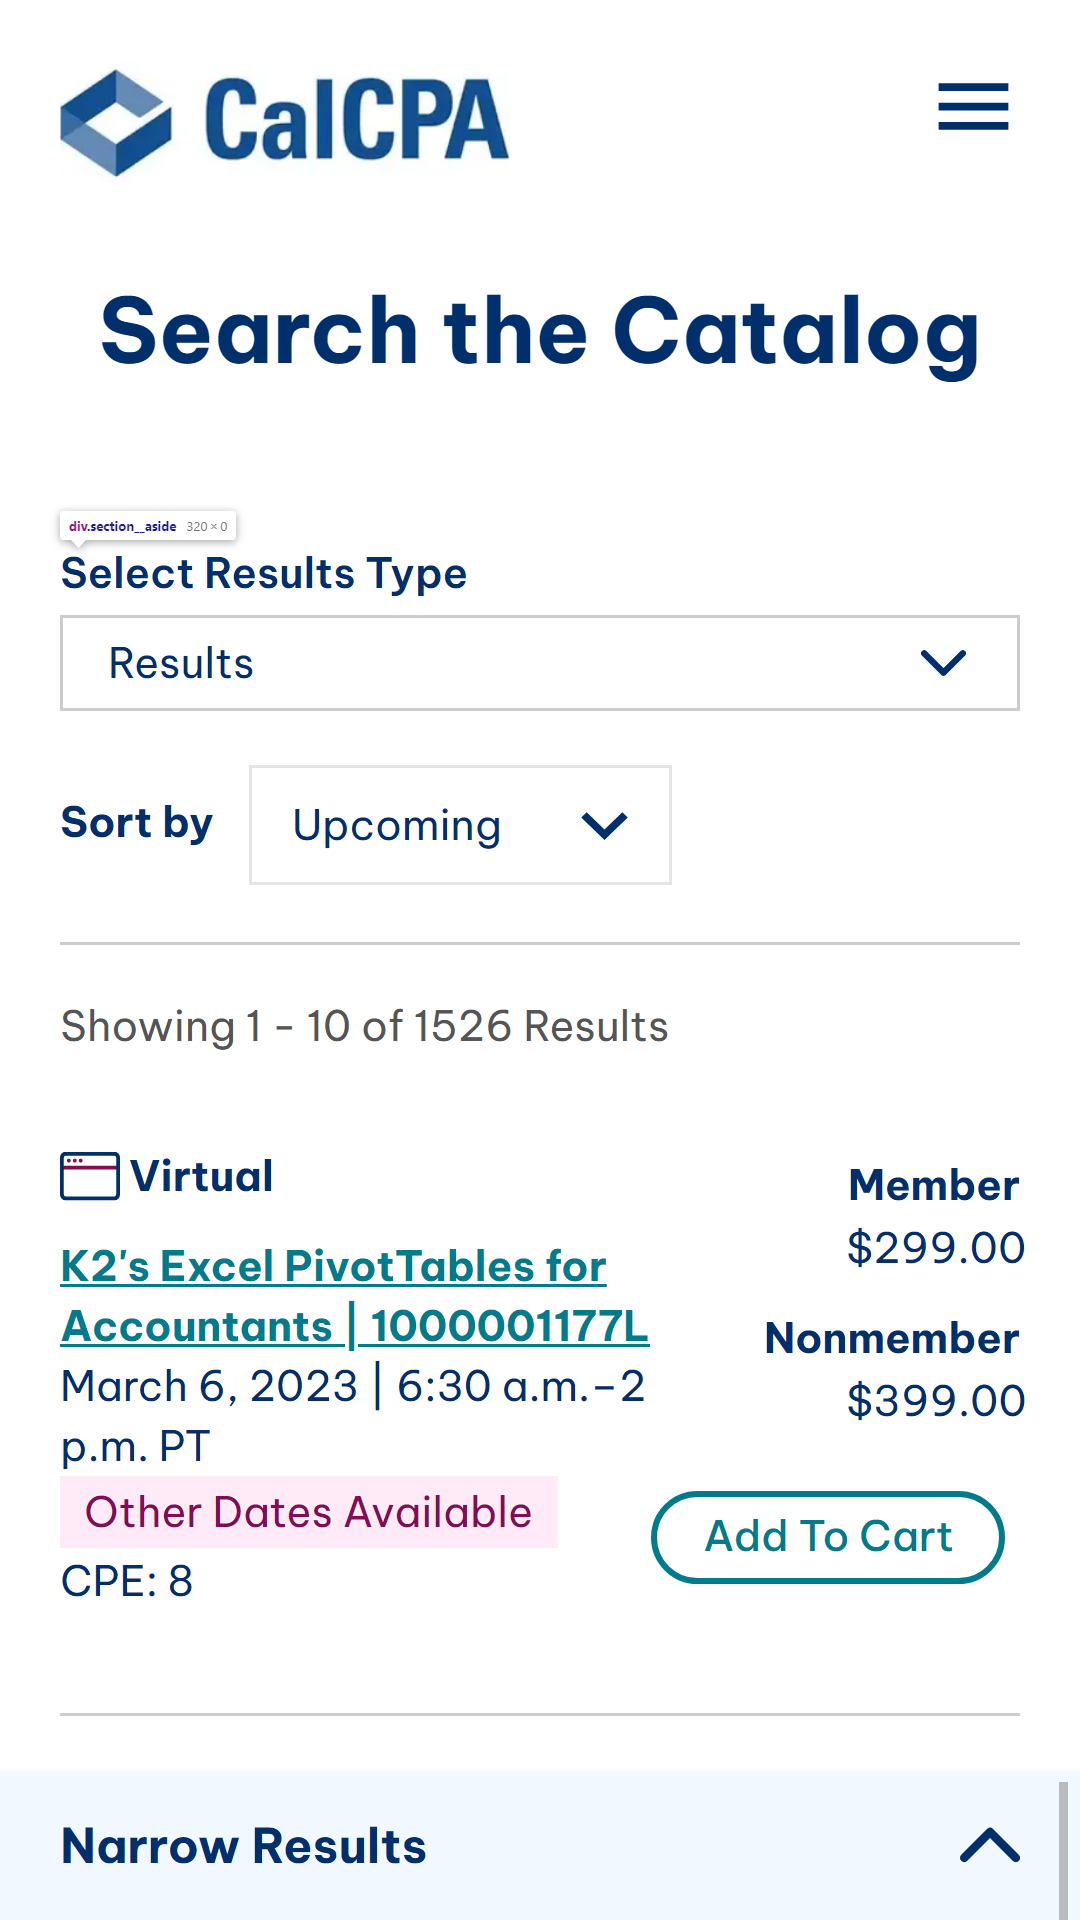 CalCPA
Search the Catalog
div.section__aside 320 × 0
Select Results Type
Results
Sort by
Upcoming
Showing 1 - 10 of 1526 Results
Virtual
K2's Excel PivotTables for
Accountants | 1000001177L
March 6, 2023 | 6:30 a.m.–2
p.m. PT
Other Dates Available
CPE: 8
Member
$299.00
Nonmember
$399.00
Add To Cart
Narrow Results